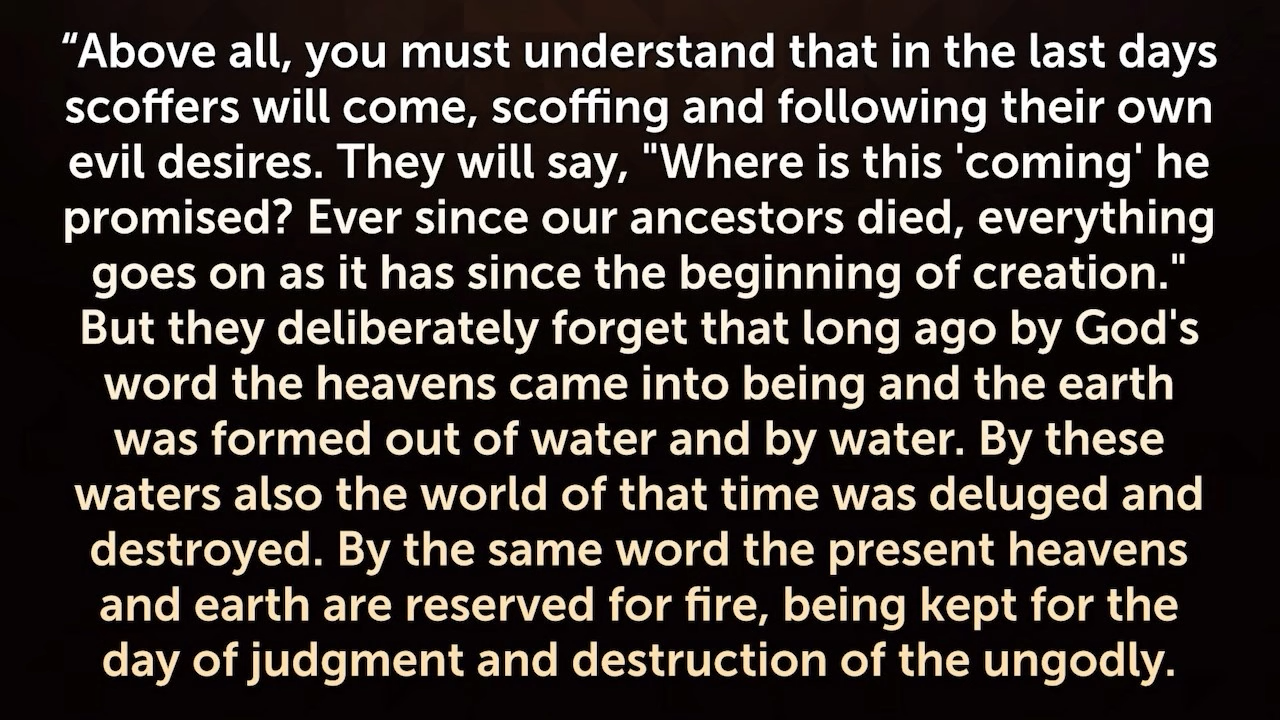 “Above all, you must understand that in the last days
scoffers will come, scoffing and following their own
evil desires. They will say, "Where is this 'coming' he
promised? Ever since our ancestors died, everything
goes on as it has since the beginning of creation."
But they deliberately forget that long ago by God's
word the heavens came into being and the earth
was formed out of water and by water. By these
waters also the world of that time was deluged and
destroyed. By the same word the present heavens
and earth are reserved for fire, being kept for the
day of judgment and destruction of the ungodly.